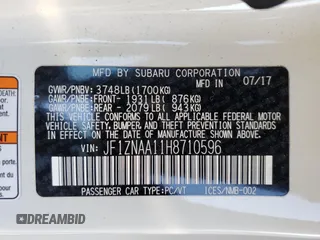 MFD. BY SUBARU CORPORATION 07/17
GVWR/PNBV: 3748LB(1700KG)
GAWR/PNBE:FRONT- 1931LB( 876KG)
GAWR/PNBE:REAR - 2079LB( 943KG)
THIS VEHICLE CONFORMS TO ALL APPLICABLE
FEDERAL MOTOR VEHICLE SAFETY, BUMPER, AND
THEFT PREVENTION STANDARDS IN EFFECT ON THE
DATE OF MANUFACTURE SHOWN ABOVE.
VIN: JF1ZNAA11H8710596
PASSENGER CAR TYPE:PC/VT ICES/NMB-002
© DREAMBID